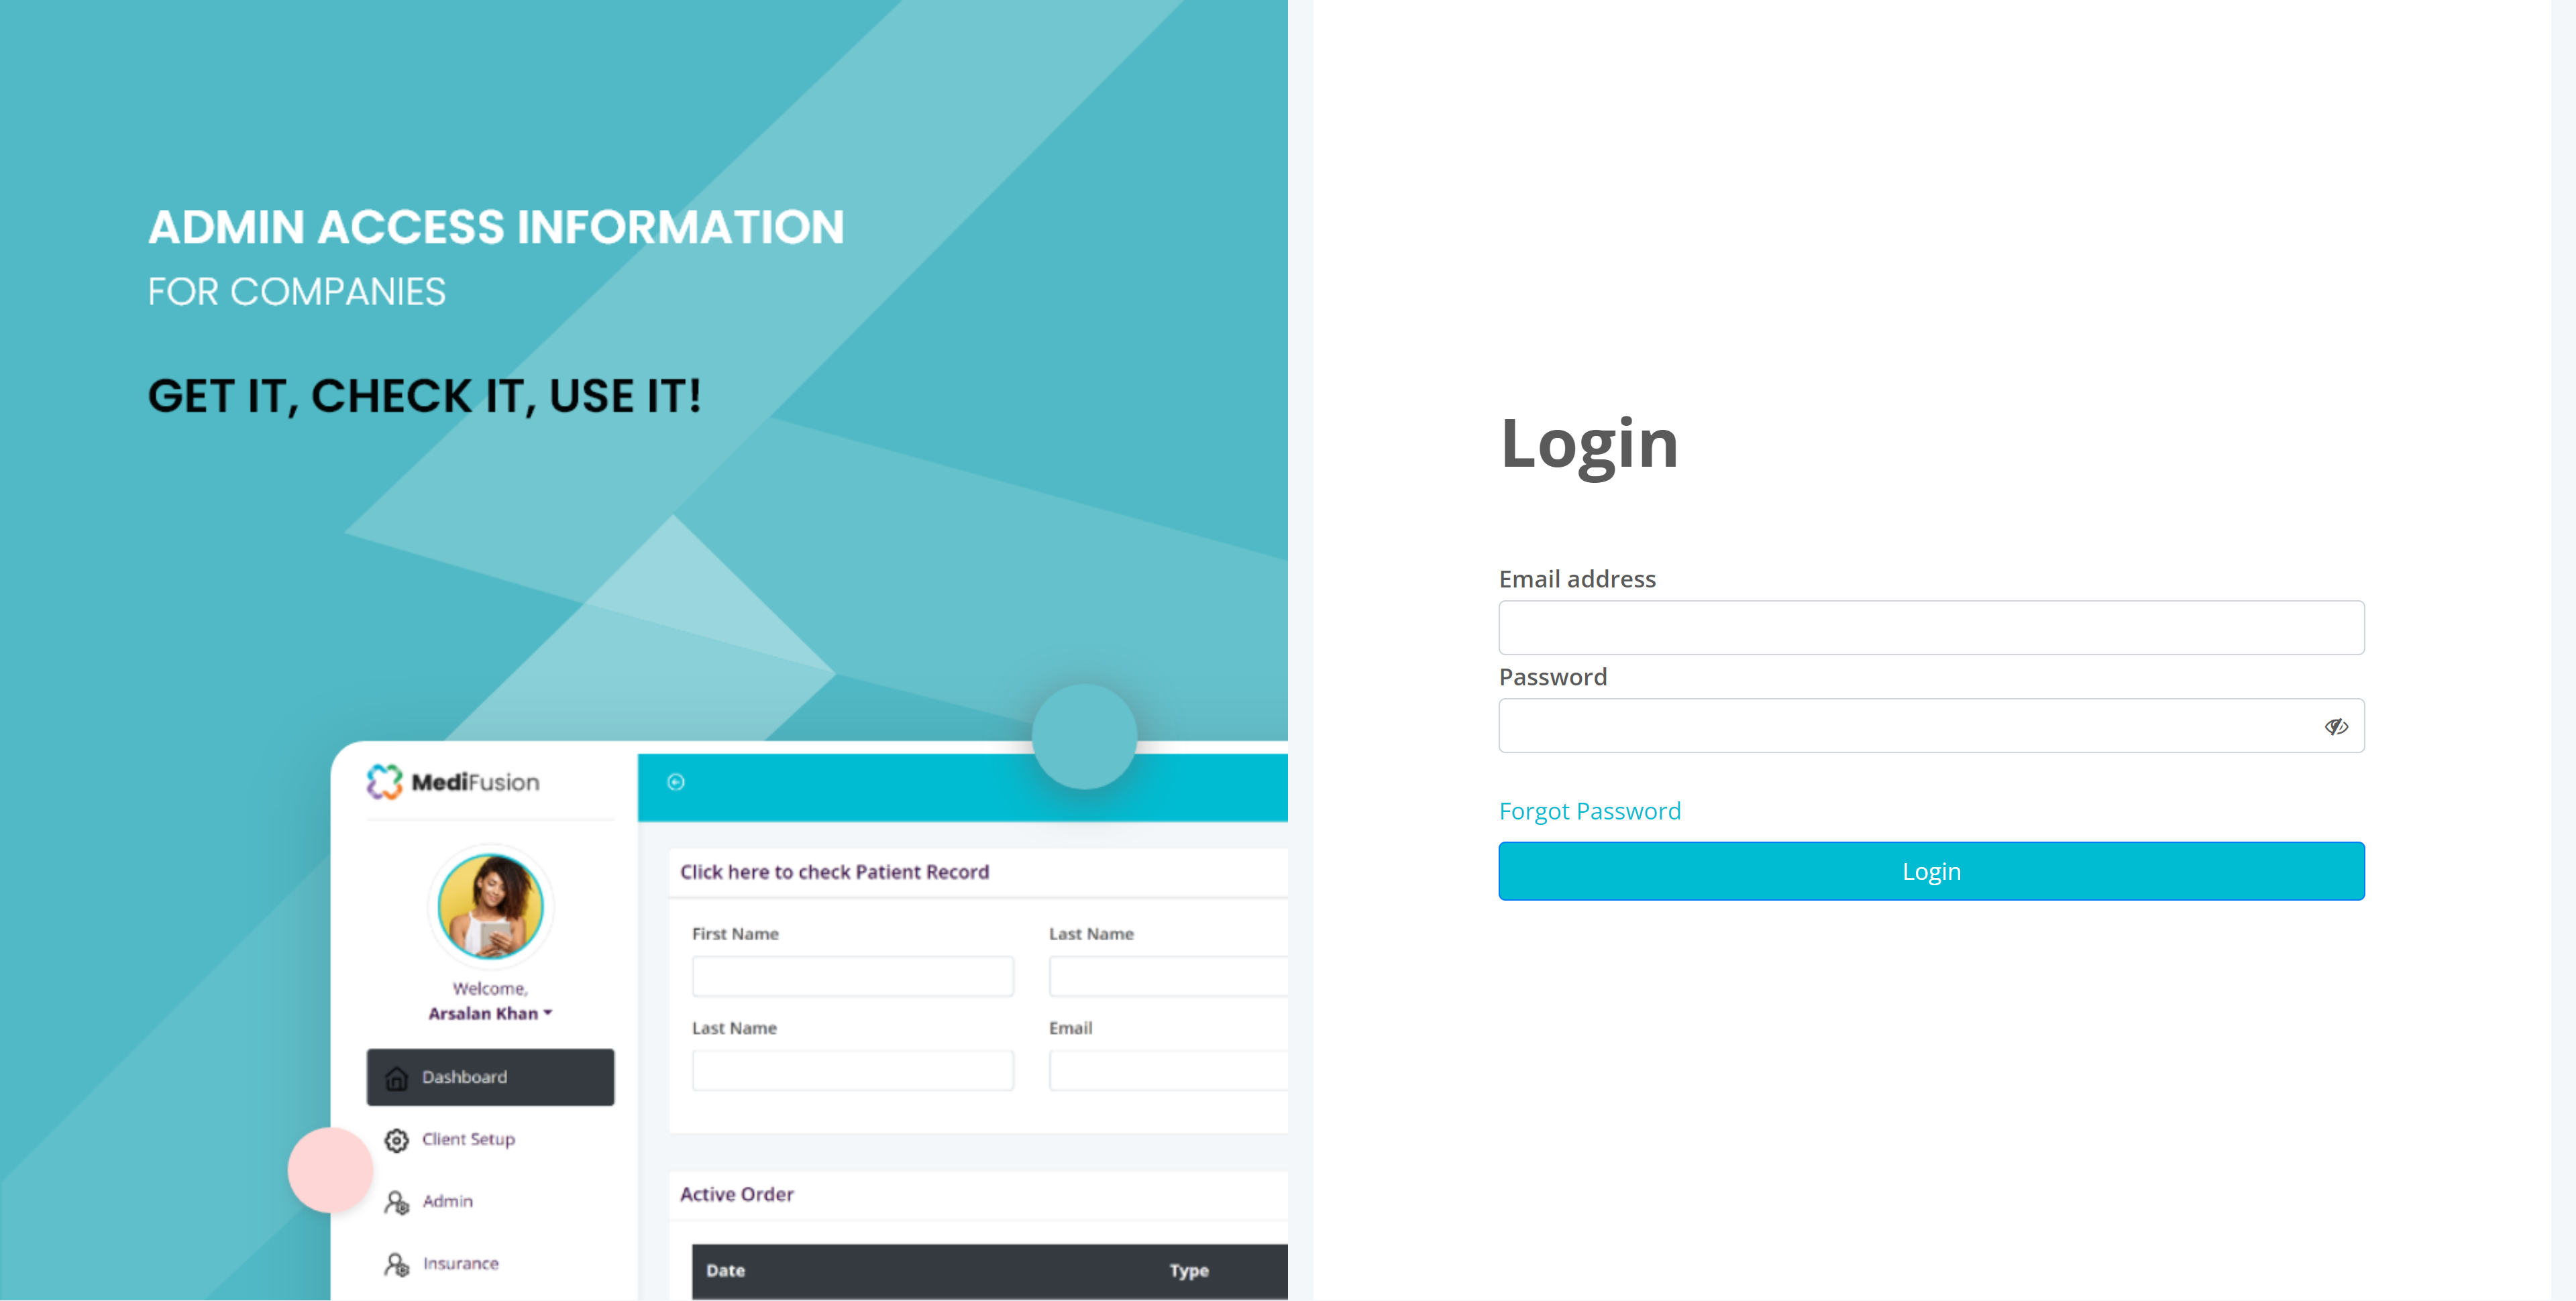 ADMIN ACCESS INFORMATION
FOR COMPANIES
GET IT, CHECK IT, USE IT!
MediFusion
Welcome,
Arsalan Khan
Dashboard
Client Setup
Admin
Insurance
Click here to check Patient Record
First Name Last Name
Last Name Email
Active Order
Date Type
Login
Email address
Password
Forgot Password
Login